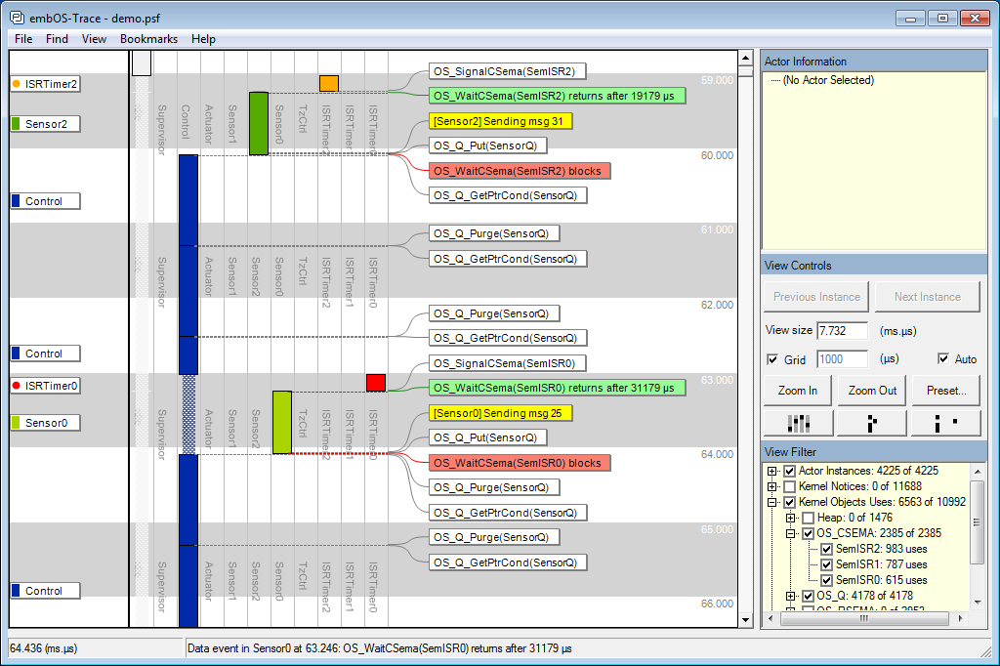 embOS-Trace - demo.psf
File Find View Bookmarks Help
ISRTimer2
Sensor2
Control
Control
ISRTimer0
Sensor0
Control
Supervisor Control Actuator Sensor1 Sensor0 TzCtrl ISRTimer2 ISRTimer1 ISRTimer0
Supervisor Actuator Sensor1 Sensor2 Sensor0 TzCtrl ISRTimer2 ISRTimer1 ISRTimer0
Supervisor Actuator Sensor1 Sensor2 TzCtrl ISRTimer2 ISRTimer1 ISRTimer0
Supervisor Actuator Sensor1 Sensor2 Sensor0 TzCtrl ISRTimer2 ISRTimer1 ISRTimer0
OS_SignalCSema(SemISR2)
OS_WaitCSema(SemISR2) returns after 19179 µs
[Sensor2] Sending msg 31
OS_Q_Put(SensorQ)
OS_WaitCSema(SemISR2) blocks
OS_Q_GetPtrCond(SensorQ)
OS_Q_Purge(SensorQ)
OS_Q_GetPtrCond(SensorQ)
OS_Q_Purge(SensorQ)
OS_Q_GetPtrCond(SensorQ)
OS_SignalCSema(SemISR0)
OS_WaitCSema(SemISR0) returns after 31179 µs
[Sensor0] Sending msg 25
OS_Q_Put(SensorQ)
OS_WaitCSema(SemISR0) blocks
OS_Q_Purge(SensorQ)
OS_Q_GetPtrCond(SensorQ)
OS_Q_Purge(SensorQ)
OS_Q_GetPtrCond(SensorQ)
59.000
60.000
61.000
62.000
63.000
64.000
65.000
66.000
Actor Information
(No Actor Selected)
View Controls
Previous Instance Next Instance
View size 7.732 (ms.µs)
Grid 1000 (µs) Auto
Zoom In Zoom Out Preset...
View Filter
Actor Instances: 4225 of 4225
Kernel Notices: 0 of 11688
Kernel Objects Uses: 6563 of 10992
Heap: 0 of 1476
OS_CSEMA: 2385 of 2385
SemISR2: 983 uses
SemISR1: 787 uses
SemISR0: 615 uses
OS_Q: 4178 of 4178
64.436 (ms.µs)
Data event in Sensor0 at 63.246: OS_WaitCSema(SemISR0) returns after 31179 µs